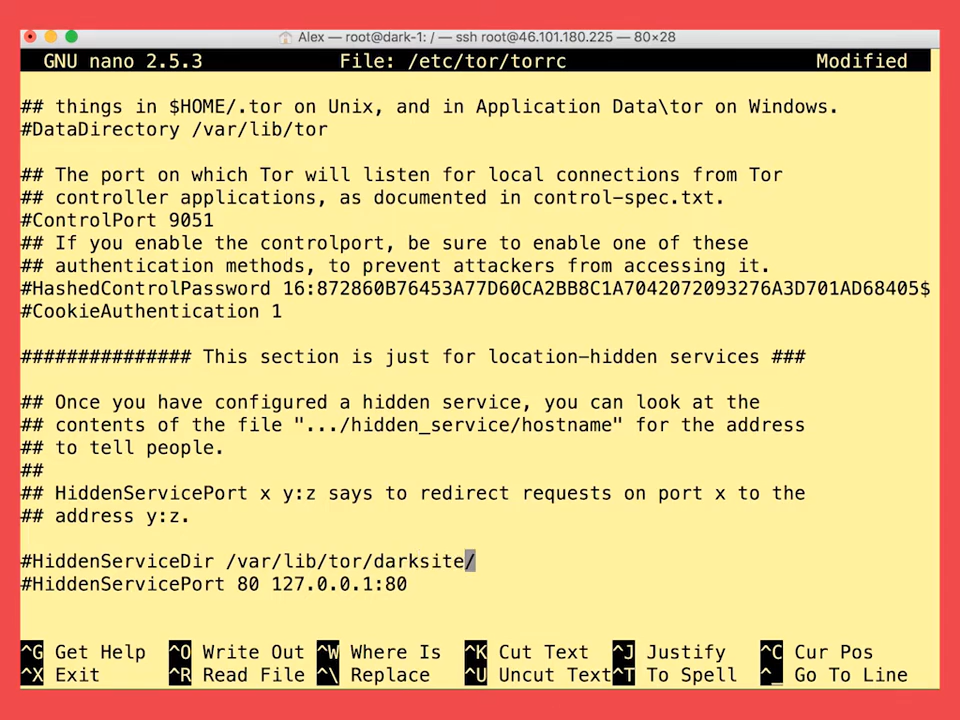 Alex — root@dark-1: / — ssh root@46.101.180.225 — 80×28
GNU nano 2.5.3 File: /etc/tor/torrc Modified
## things in $HOME/.tor on Unix, and in Application Data\tor on Windows.
#DataDirectory /var/lib/tor
## The port on which Tor will listen for local connections from Tor
## controller applications, as documented in control-spec.txt.
#ControlPort 9051
## If you enable the controlport, be sure to enable one of these
## authentication methods, to prevent attackers from accessing it.
#HashedControlPassword 16:872860B76453A77D60CA2BB8C1A7042072093276A3D701AD68405$
#CookieAuthentication 1
############### This section is just for location-hidden services ###
## Once you have configured a hidden service, you can look at the
## contents of the file ".../hidden_service/hostname" for the address
## to tell people.
##
## HiddenServicePort x y:z says to redirect requests on port x to the
## address y:z.
#HiddenServiceDir /var/lib/tor/darksite/
#HiddenServicePort 80 127.0.0.1:80
^G Get Help ^O Write Out ^W Where Is ^K Cut Text ^J Justify ^C Cur Pos
^X Exit ^R Read File ^\ Replace ^U Uncut Text ^T To Spell ^_ Go To Line